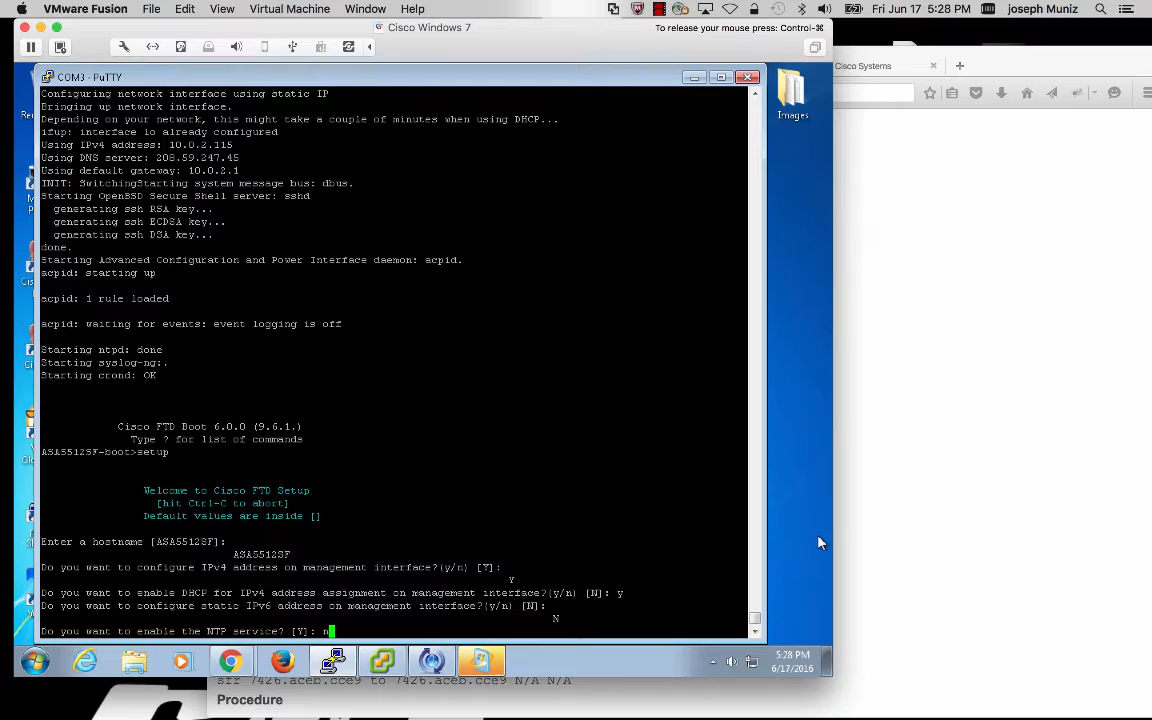 VMware Fusion File Edit View Virtual Machine Window Help Fri Jun 17 5:28 PM joseph Muniz
Cisco Windows 7 To release your mouse press: Control-⌘
Cisco Systems
COM3 - PuTTY
Configuring network interface using static IP
Bringing up network interface.
Depending on your network, this might take a couple of minutes when using DHCP...
ifup: interface lo already configured
Using IPv4 address: 10.0.2.115
Using DNS server: 208.59.247.45
Using default gateway: 10.0.2.1
INIT: SwitchingStarting system message bus: dbus.
Starting OpenBSD Secure Shell server: sshd
generating ssh RSA key...
generating ssh ECDSA key...
generating ssh DSA key...
done.
Starting Advanced Configuration and Power Interface daemon: acpid.
acpid: starting up
acpid: 1 rule loaded
acpid: waiting for events: event logging is off
Starting ntpd: done
Starting syslog-ng:.
Starting crond: OK
Cisco FTD Boot 6.0.0 (9.6.1.)
Type ? for list of commands
ASA5512SF-boot>setup
Welcome to Cisco FTD Setup
[hit Ctrl-C to abort]
Default values are inside []
Enter a hostname [ASA5512SF]:
ASA5512SF
Do you want to configure IPv4 address on management interface?(y/n) [Y]:
Y
Do you want to enable DHCP for IPv4 address assignment on management interface?(y/n) [N]: y
Do you want to configure static IPv6 address on management interface?(y/n) [N]:
N
Do you want to enable the NTP service? [Y]: n
Images
5:28 PM
6/17/2016
7426.aceb.cce9 to 7426.aceb.cce9 N/A N/A
Procedure